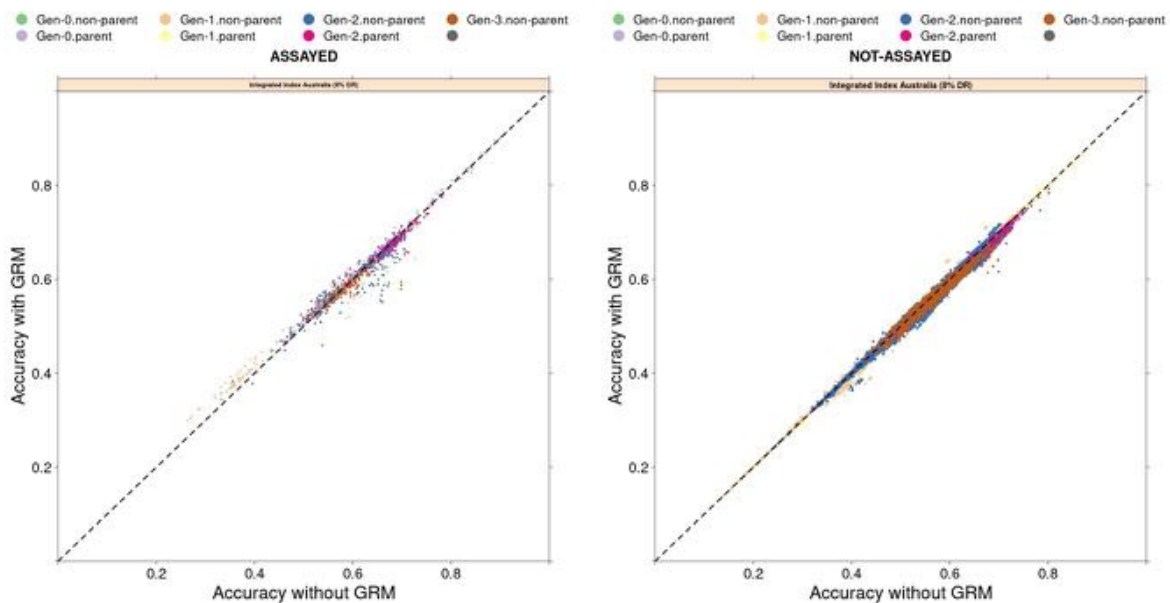 Gen-0.non-parent Gen-1.non-parent Gen-2.non-parent Gen-3.non-parent
Gen-0.parent Gen-1.parent Gen-2.parent
ASSAYED
Integrated Index Australia (0% DR)
Accuracy with GRM
0.8
0.6
0.4
0.2
0.2 0.4 0.6 0.8
Accuracy without GRM
Gen-0.non-parent Gen-1.non-parent Gen-2.non-parent Gen-3.non-parent
Gen-0.parent Gen-1.parent Gen-2.parent
NOT-ASSAYED
Integrated Index Australia (0% DR)
Accuracy with GRM
0.8
0.6
0.4
0.2
0.2 0.4 0.6 0.8
Accuracy without GRM